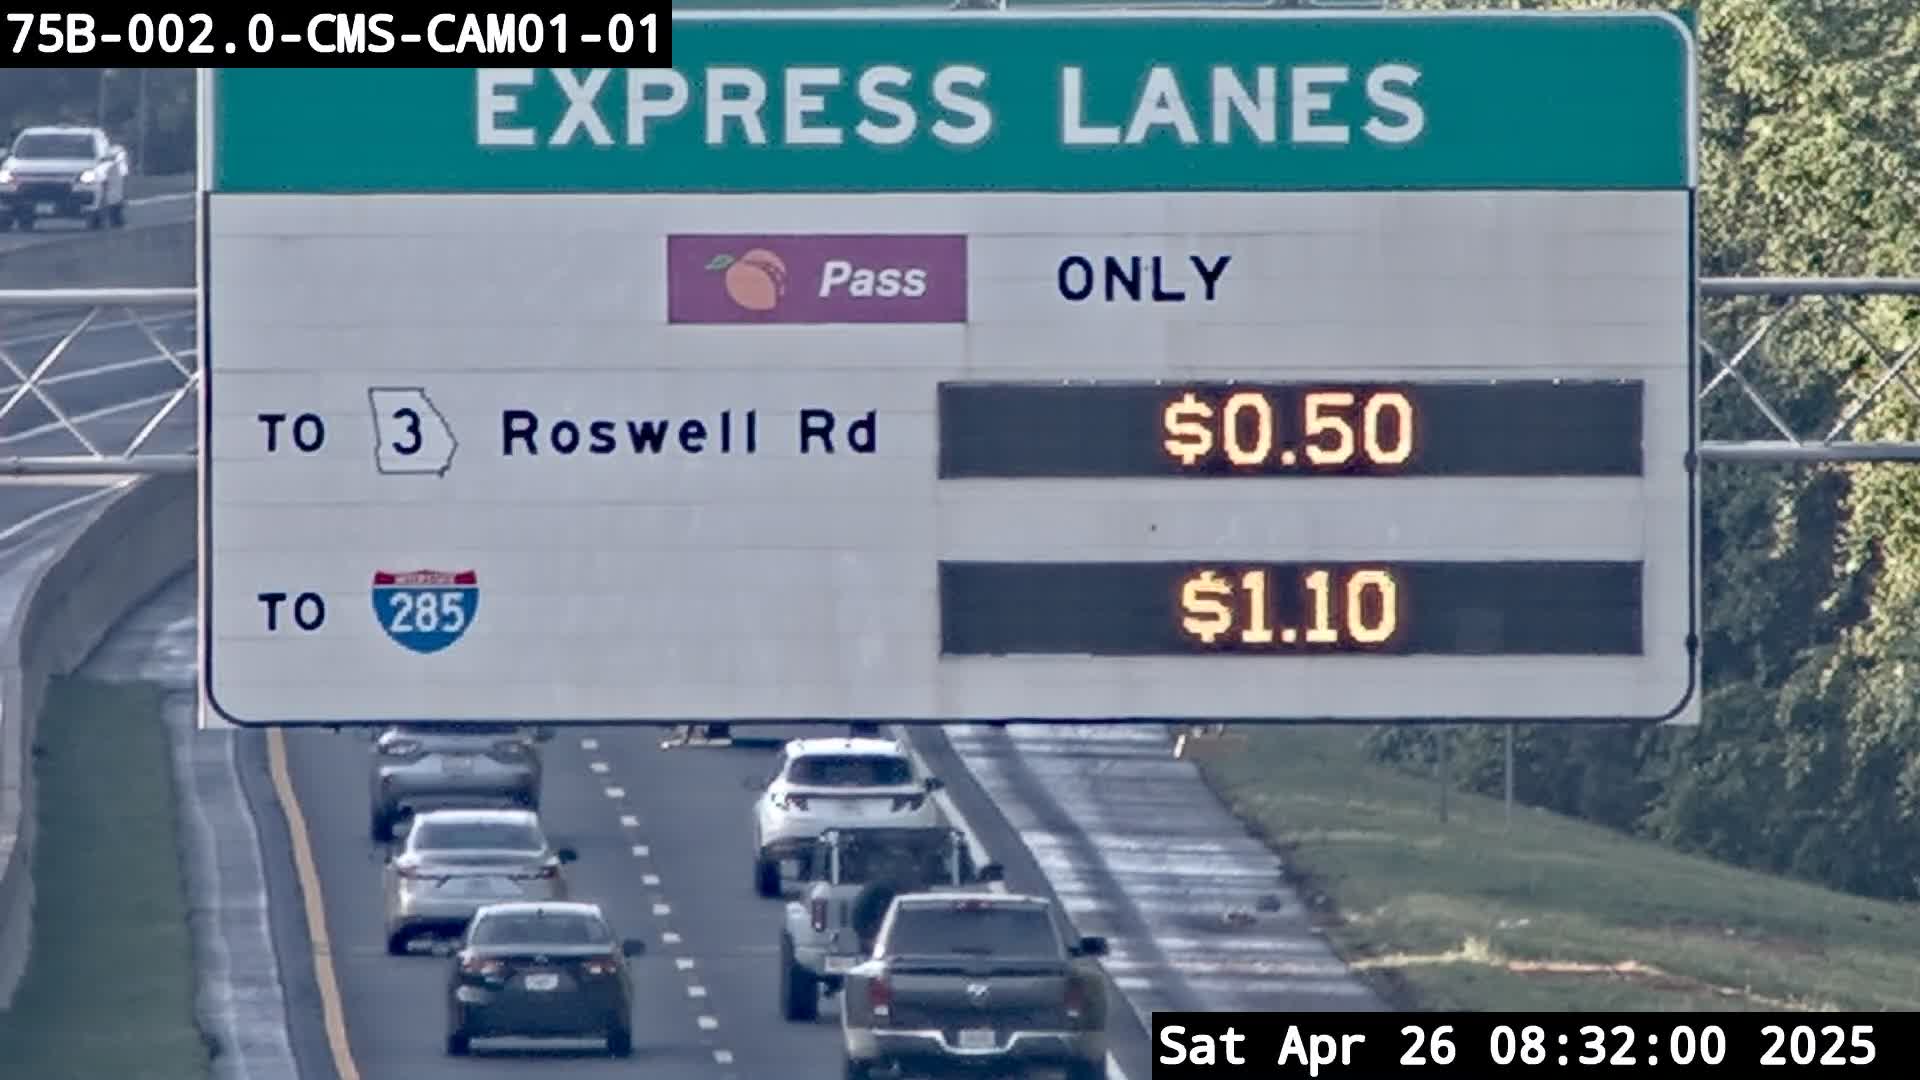 75B-002.0-CMS-CAM01-01
EXPRESS LANES
Pass ONLY
TO 3 Roswell Rd $0.50
TO 285 $1.10
Sat Apr 26 08:32:00 2025